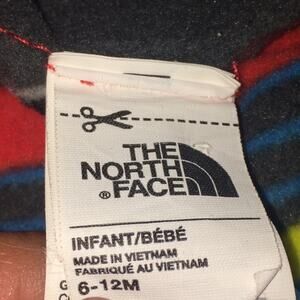 THE
NORTH
® FACE
INFANT/BÉBÉ
MADE IN VIETNAM
FABRIQUÉ AU VIETNAM
6-12M